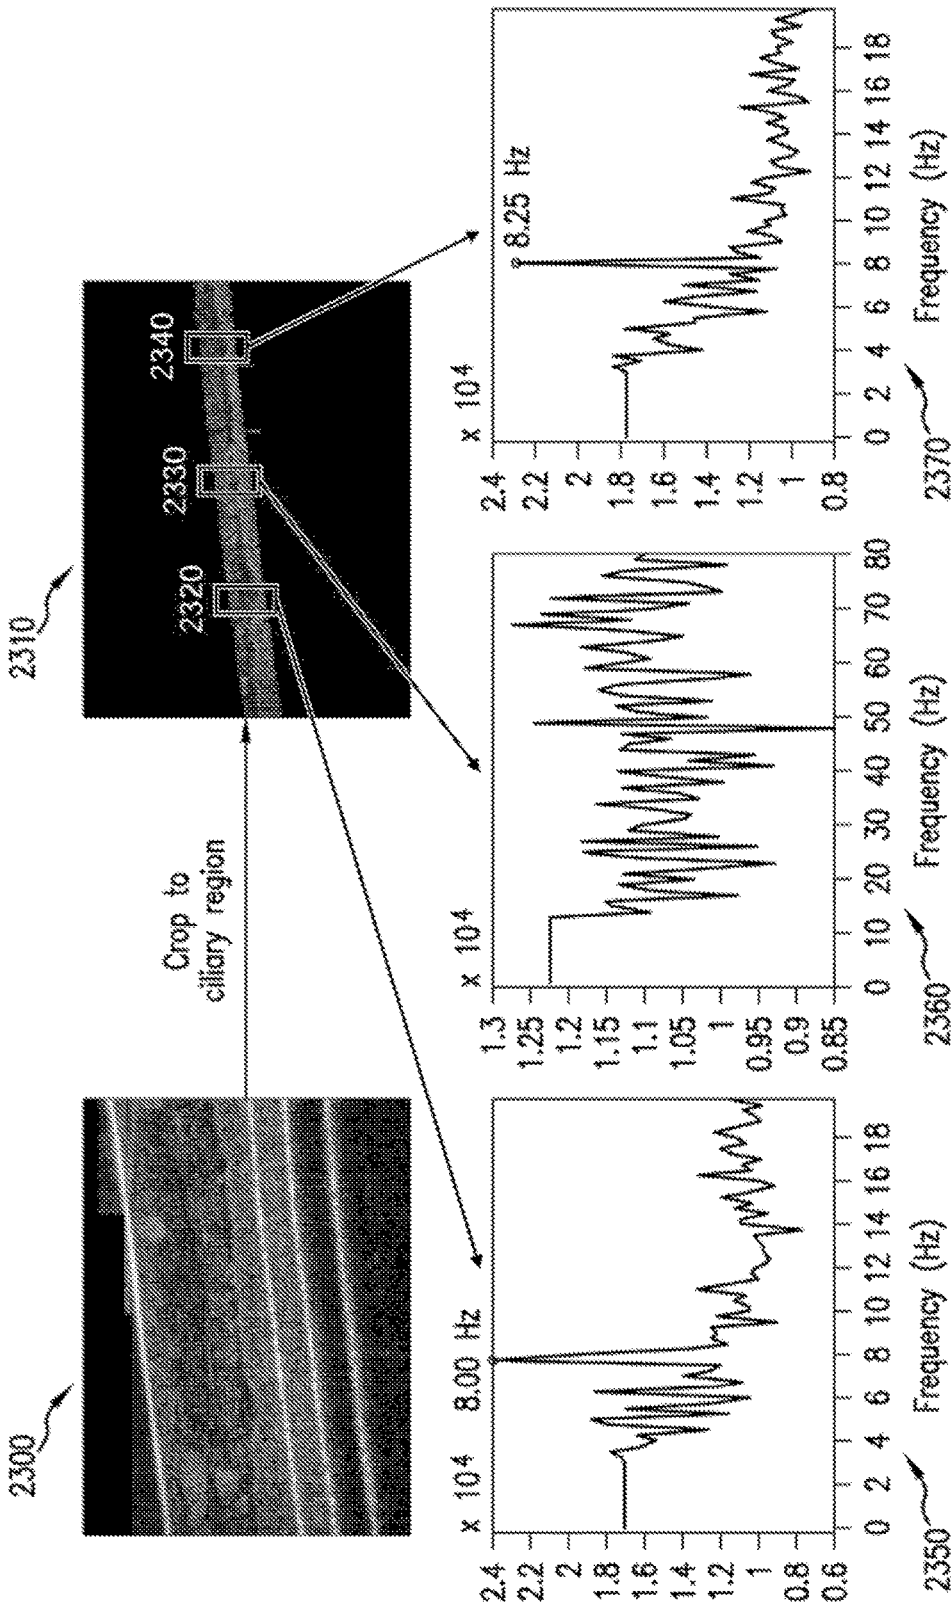 2300
Crop to
ciliary region
2310
2320
2330
2340
x 10⁴
8.00 Hz
2.4
2.2
2
1.8
1.6
1.4
1.2
1
0.8
0.6
0 2 4 6 8 10 12 14 16 18
Frequency (Hz)
2350
x 10⁴
1.3
1.25
1.2
1.15
1.1
1.05
1
0.95
0.9
0.85
0 10 20 30 40 50 60 70 80
Frequency (Hz)
2360
x 10⁴
8.25 Hz
2.4
2.2
2
1.8
1.6
1.4
1.2
1
0.8
0 2 4 6 8 10 12 14 16 18
Frequency (Hz)
2370